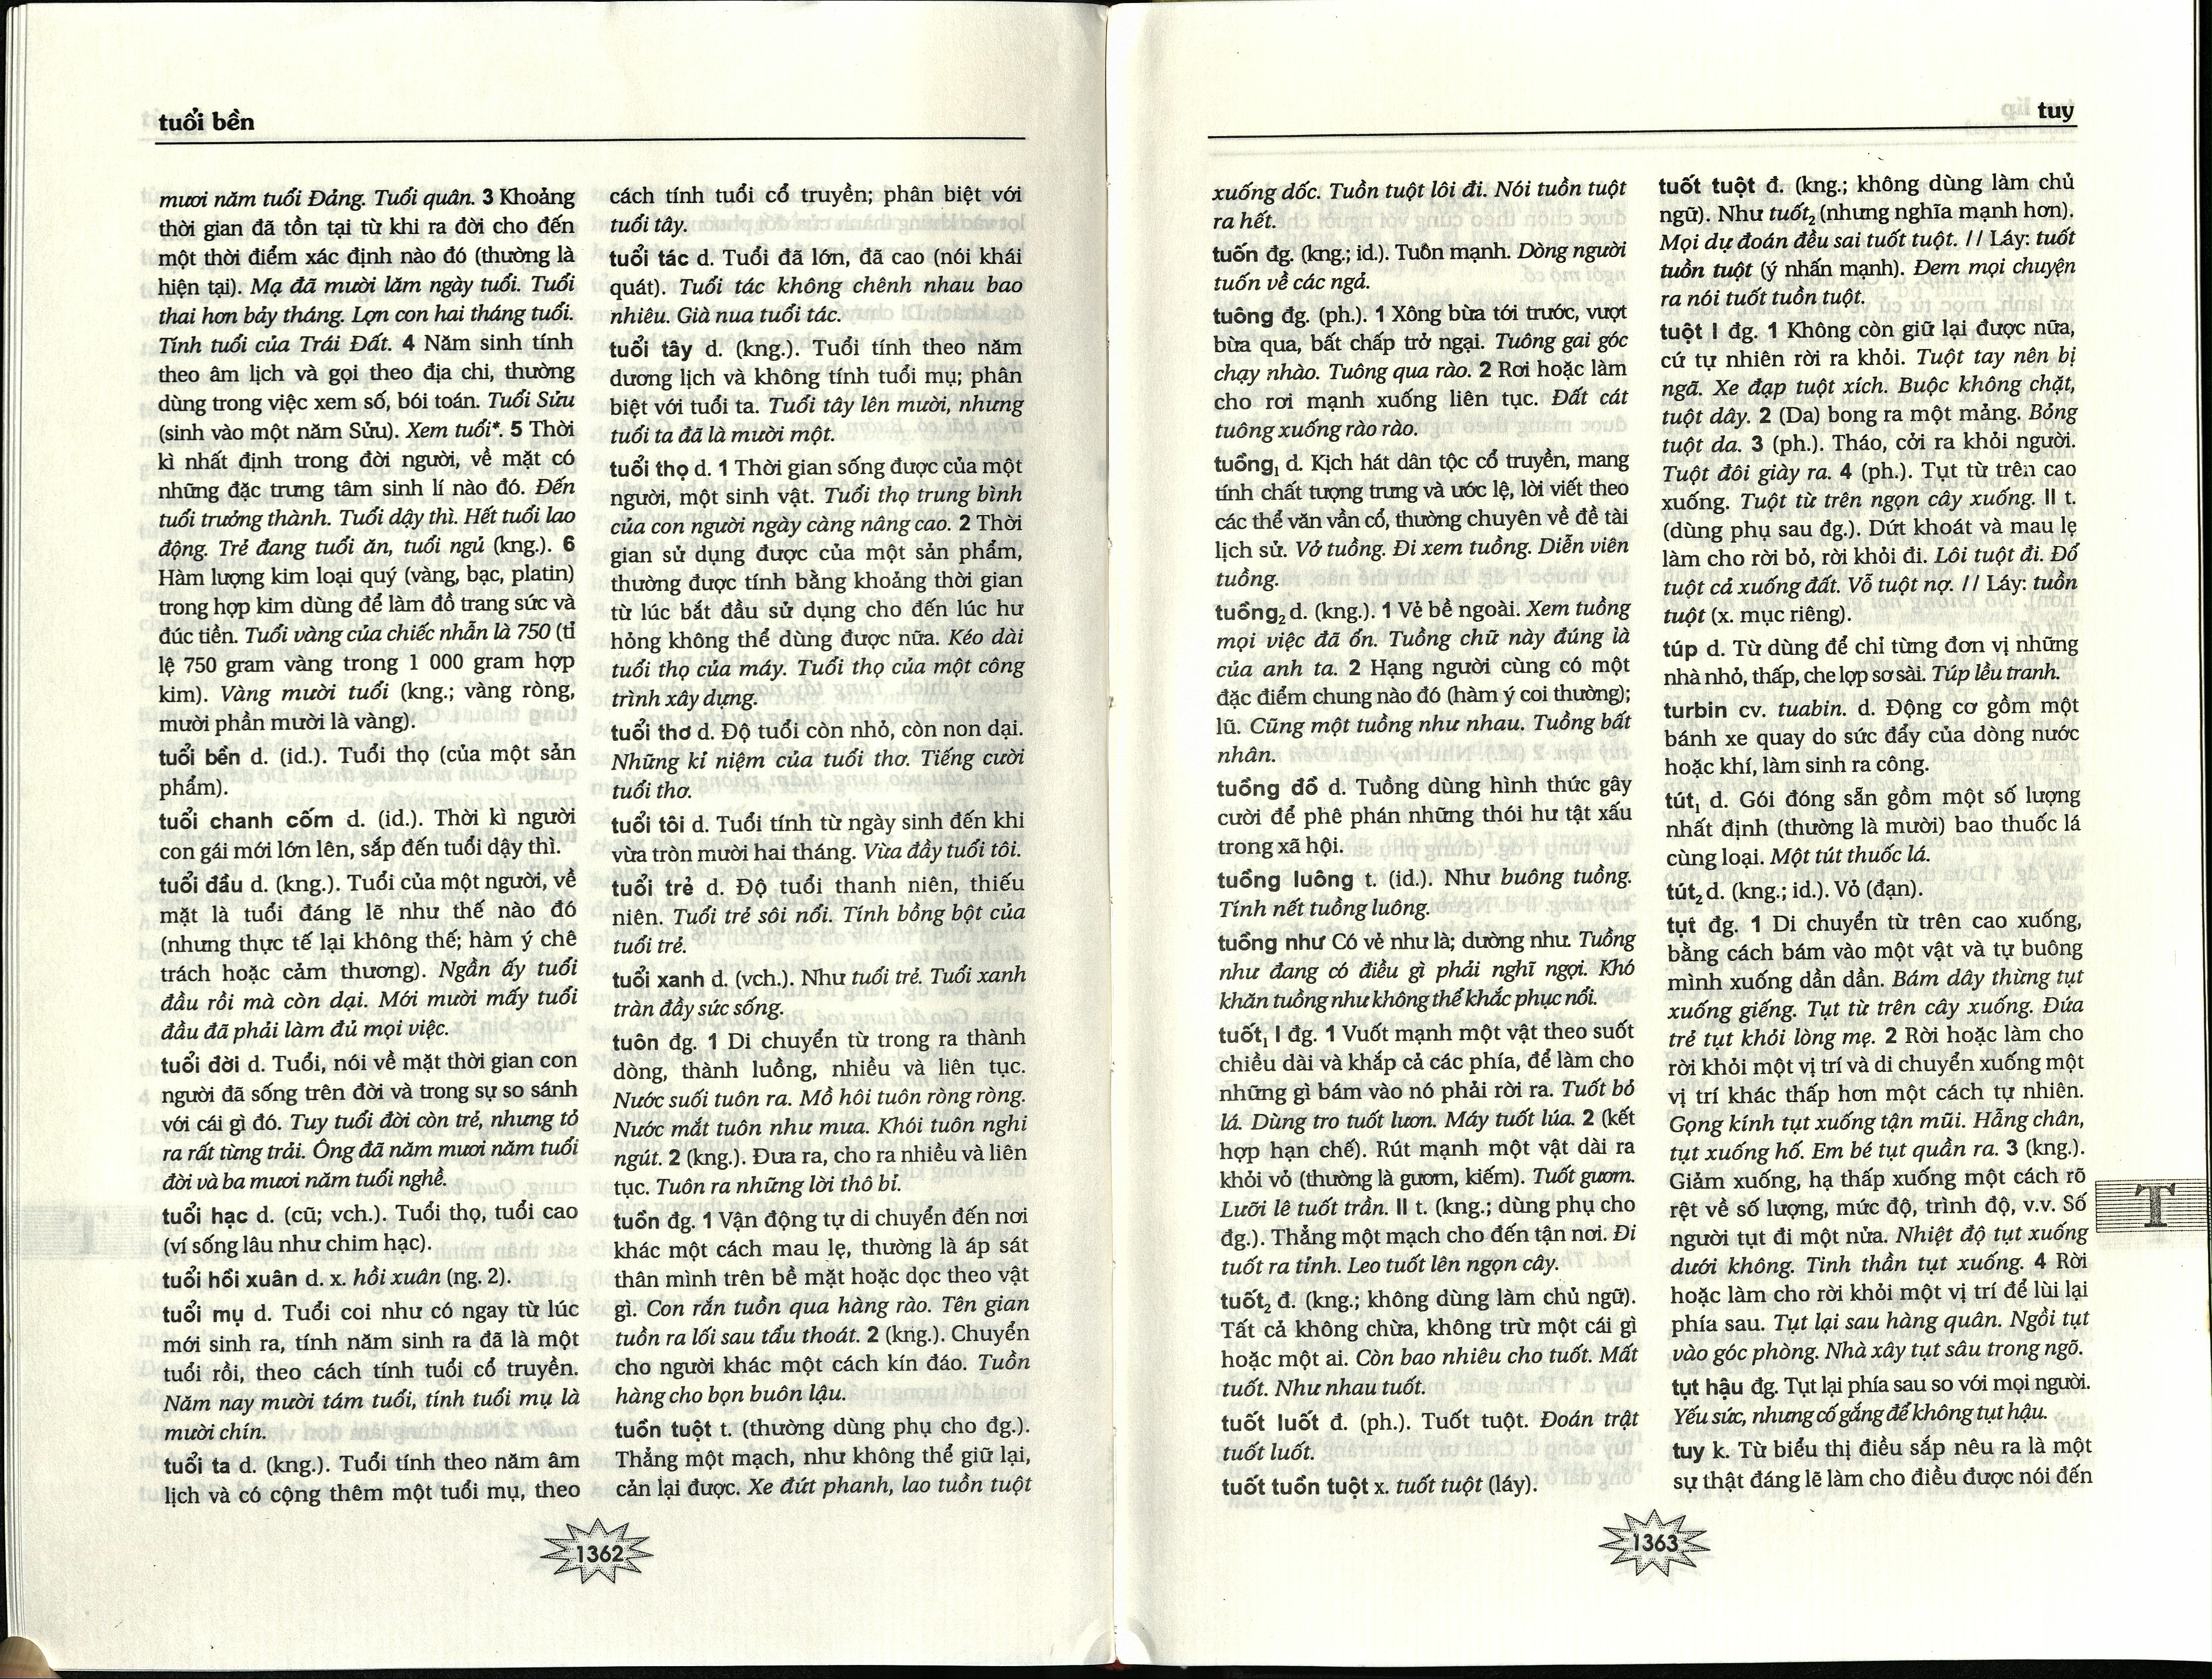 tuổi bền
mươi năm tuổi Đảng. Tuổi quân. 3 Khoảng
thời gian đã tồn tại từ khi ra đời cho đến
một thời điểm xác định nào đó (thường là
hiện tại). Mạ đã mười lăm ngày tuổi. Tuổi
thai hơn bảy tháng. Lợn con hai tháng tuổi.
Tính tuổi của Trái Đất. 4 Năm sinh tính
theo âm lịch và gọi theo địa chi, thường
dùng trong việc xem số, bói toán. Tuổi Sửu
(sinh vào một năm Sửu). Xem tuổi*. 5 Thời
kì nhất định trong đời người, về mặt có
những đặc trưng tâm sinh lí nào đó. Đến
tuổi trưởng thành. Tuổi dậy thì. Hết tuổi lao
động. Trẻ đang tuổi ăn, tuổi ngủ (kng.). 6
Hàm lượng kim loại quý (vàng, bạc, platin)
trong hợp kim dùng để làm đồ trang sức và
đúc tiền. Tuổi vàng của chiếc nhẫn là 750 (tỉ
lệ 750 gram vàng trong 1 000 gram hợp
kim). Vàng mười tuổi (kng.; vàng ròng,
mười phần mười là vàng).
tuổi bền d. (id.). Tuổi thọ (của một sản
phẩm).
tuổi chanh cốm d. (id.). Thời kì người
con gái mới lớn lên, sắp đến tuổi dậy thì.
tuổi đầu d. (kng.). Tuổi của một người, về
mặt là tuổi đáng lẽ như thế nào đó
(nhưng thực tế lại không thế; hàm ý chê
trách hoặc cảm thương). Ngần ấy tuổi
đầu rồi mà còn dại. Mới mười mấy tuổi
đầu đã phải làm đủ mọi việc.
tuổi đời d. Tuổi, nói về mặt thời gian con
người đã sống trên đời và trong sự so sánh
với cái gì đó. Tuy tuổi đời còn trẻ, nhưng tỏ
ra rất từng trải. Ông đã năm mươi năm tuổi
đời và ba mươi năm tuổi nghề.
tuổi hạc d. (cũ; vch.). Tuổi thọ, tuổi cao
(ví sống lâu như chim hạc).
tuổi hồi xuân d. x. hồi xuân (ng. 2).
tuổi mụ d. Tuổi coi như có ngay từ lúc
mới sinh ra, tính năm sinh ra đã là một
tuổi rồi, theo cách tính tuổi cổ truyền.
Năm nay mười tám tuổi, tính tuổi mụ là
mười chín.
tuổi ta d. (kng.). Tuổi tính theo năm âm
lịch và có cộng thêm một tuổi mụ, theo
cách tính tuổi cổ truyền; phân biệt với
tuổi tây.
tuổi tác d. Tuổi đã lớn, đã cao (nói khái
quát). Tuổi tác không chênh nhau bao
nhiêu. Già nua tuổi tác.
tuổi tây d. (kng.). Tuổi tính theo năm
dương lịch và không tính tuổi mụ; phân
biệt với tuổi ta. Tuổi tây lên mười, nhưng
tuổi ta đã là mười một.
tuổi thọ d. 1 Thời gian sống được của một
người, một sinh vật. Tuổi thọ trung bình
của con người ngày càng nâng cao. 2 Thời
gian sử dụng được của một sản phẩm,
thường được tính bằng khoảng thời gian
từ lúc bắt đầu sử dụng cho đến lúc hư
hỏng không thể dùng được nữa. Kéo dài
tuổi thọ của máy. Tuổi thọ của một công
trình xây dựng.
tuổi thơ d. Độ tuổi còn nhỏ, còn non dại.
Những kỉ niệm của tuổi thơ. Tiếng cười
tuổi thơ.
tuổi tôi d. Tuổi tính từ ngày sinh đến khi
vừa tròn mười hai tháng. Vừa đầy tuổi tôi.
tuổi trẻ d. Độ tuổi thanh niên, thiếu
niên. Tuổi trẻ sôi nổi. Tính bồng bột của
tuổi trẻ.
tuổi xanh d. (vch.). Như tuổi trẻ. Tuổi xanh
tràn đầy sức sống.
tuôn đg. 1 Di chuyển từ trong ra thành
dòng, thành luồng, nhiều và liên tục.
Nước suối tuôn ra. Mồ hôi tuôn ròng ròng.
Nước mắt tuôn như mưa. Khói tuôn nghi
ngút. 2 (kng.). Đưa ra, cho ra nhiều và liên
tục. Tuôn ra những lời thô bỉ.
tuồn đg. 1 Vận động tự di chuyển đến nơi
khác một cách mau lẹ, thường là áp sát
thân mình trên bề mặt hoặc dọc theo vật
gì. Con rắn tuồn qua hàng rào. Tên gian
tuồn ra lối sau tẩu thoát. 2 (kng.). Chuyển
cho người khác một cách kín đáo. Tuồn
hàng cho bọn buôn lậu.
tuồn tuột t. (thường dùng phụ cho đg.).
Thẳng một mạch, như không thể giữ lại,
cản lại được. Xe đứt phanh, lao tuồn tuột
1362
tuy
xuống dốc. Tuồn tuột lôi đi. Nói tuồn tuột
ra hết.
tuốn đg. (kng.; id.). Tuôn mạnh. Dòng người
tuốn về các ngả.
tuông đg. (ph.). 1 Xông bừa tới trước, vượt
bừa qua, bất chấp trở ngại. Tuông gai góc
chạy nhào. Tuông qua rào. 2 Rơi hoặc làm
cho rơi mạnh xuống liên tục. Đất cát
tuông xuống rào rào.
tuồng₁ d. Kịch hát dân tộc cổ truyền, mang
tính chất tượng trưng và ước lệ, lời viết theo
các thể văn vần cổ, thường chuyên về đề tài
lịch sử. Vở tuồng. Đi xem tuồng. Diễn viên
tuồng.
tuồng₂ d. (kng.). 1 Vẻ bề ngoài. Xem tuồng
mọi việc đã ổn. Tuồng chữ này đúng là
của anh ta. 2 Hạng người cùng có một
đặc điểm chung nào đó (hàm ý coi thường);
lũ. Cũng một tuồng như nhau. Tuồng bất
nhân.
tuồng đồ d. Tuồng dùng hình thức gây
cười để phê phán những thói hư tật xấu
trong xã hội.
tuồng luông t. (id.). Như buông tuồng.
Tính nết tuồng luông.
tuồng như Có vẻ như là; dường như. Tuồng
như đang có điều gì phải nghĩ ngợi. Khó
khăn tuồng như không thể khắc phục nổi.
tuốt₁ I đg. 1 Vuốt mạnh một vật theo suốt
chiều dài và khắp cả các phía, để làm cho
những gì bám vào nó phải rời ra. Tuốt bỏ
lá. Dùng tro tuốt lươn. Máy tuốt lúa. 2 (kết
hợp hạn chế). Rút mạnh một vật dài ra
khỏi vỏ (thường là gươm, kiếm). Tuốt gươm.
Lưỡi lê tuốt trần. II t. (kng.; dùng phụ cho
đg.). Thẳng một mạch cho đến tận nơi. Đi
tuốt ra tỉnh. Leo tuốt lên ngọn cây.
tuốt₂ đ. (kng.; không dùng làm chủ ngữ).
Tất cả không chừa, không trừ một cái gì
hoặc một ai. Còn bao nhiêu cho tuốt. Mất
tuốt. Như nhau tuốt.
tuốt luốt đ. (ph.). Tuốt tuột. Đoán trật
tuốt luốt.
tuốt tuồn tuột x. tuốt tuột (láy).
tuốt tuột đ. (kng.; không dùng làm chủ
ngữ). Như tuốt₂ (nhưng nghĩa mạnh hơn).
Mọi dự đoán đều sai tuốt tuột. // Láy: tuốt
tuồn tuột (ý nhấn mạnh). Đem mọi chuyện
ra nói tuốt tuồn tuột.
tuột I đg. 1 Không còn giữ lại được nữa,
cứ tự nhiên rời ra khỏi. Tuột tay nên bị
ngã. Xe đạp tuột xích. Buộc không chặt,
tuột dây. 2 (Da) bong ra một mảng. Bỏng
tuột da. 3 (ph.). Tháo, cởi ra khỏi người.
Tuột đôi giày ra. 4 (ph.). Tụt từ trên cao
xuống. Tuột từ trên ngọn cây xuống. II t.
(dùng phụ sau đg.). Dứt khoát và mau lẹ
làm cho rời bỏ, rời khỏi đi. Lôi tuột đi. Đổ
tuột cả xuống đất. Vỗ tuột nợ. // Láy: tuồn
tuột (x. mục riêng).
túp d. Từ dùng để chỉ từng đơn vị những
nhà nhỏ, thấp, che lợp sơ sài. Túp lều tranh.
turbin cv. tuabin. d. Động cơ gồm một
bánh xe quay do sức đẩy của dòng nước
hoặc khí, làm sinh ra công.
tút₁ d. Gói đóng sẵn gồm một số lượng
nhất định (thường là mười) bao thuốc lá
cùng loại. Một tút thuốc lá.
tút₂ d. (kng.; id.). Vỏ (đạn).
tụt đg. 1 Di chuyển từ trên cao xuống,
bằng cách bám vào một vật và tự buông
mình xuống dần dần. Bám dây thừng tụt
xuống giếng. Tụt từ trên cây xuống. Đứa
trẻ tụt khỏi lòng mẹ. 2 Rời hoặc làm cho
rời khỏi một vị trí và di chuyển xuống một
vị trí khác thấp hơn một cách tự nhiên.
Gọng kính tụt xuống tận mũi. Hẫng chân,
tụt xuống hố. Em bé tụt quần ra. 3 (kng.).
Giảm xuống, hạ thấp xuống một cách rõ
rệt về số lượng, mức độ, trình độ, v.v. Số
người tụt đi một nửa. Nhiệt độ tụt xuống
dưới không. Tinh thần tụt xuống. 4 Rời
hoặc làm cho rời khỏi một vị trí để lùi lại
phía sau. Tụt lại sau hàng quân. Ngồi tụt
vào góc phòng. Nhà xây tụt sâu trong ngõ.
tụt hậu đg. Tụt lại phía sau so với mọi người.
Yếu sức, nhưng cố gắng để không tụt hậu.
tuy k. Từ biểu thị điều sắp nêu ra là một
sự thật đáng lẽ làm cho điều được nói đến
T
1363